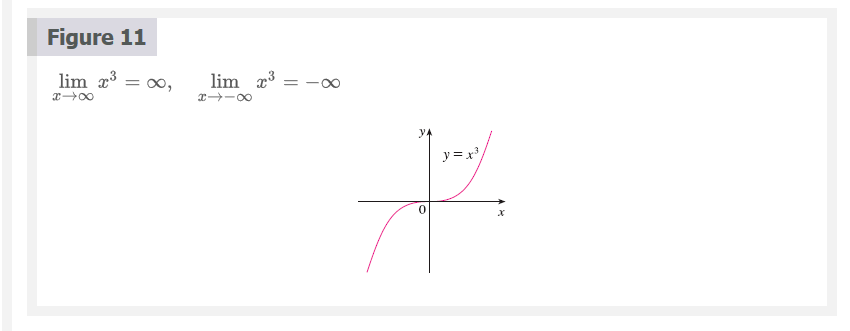 Figure 11
lim x→∞ x³ = ∞, lim x→−∞ x³ = −∞
y
y = x³
0
x